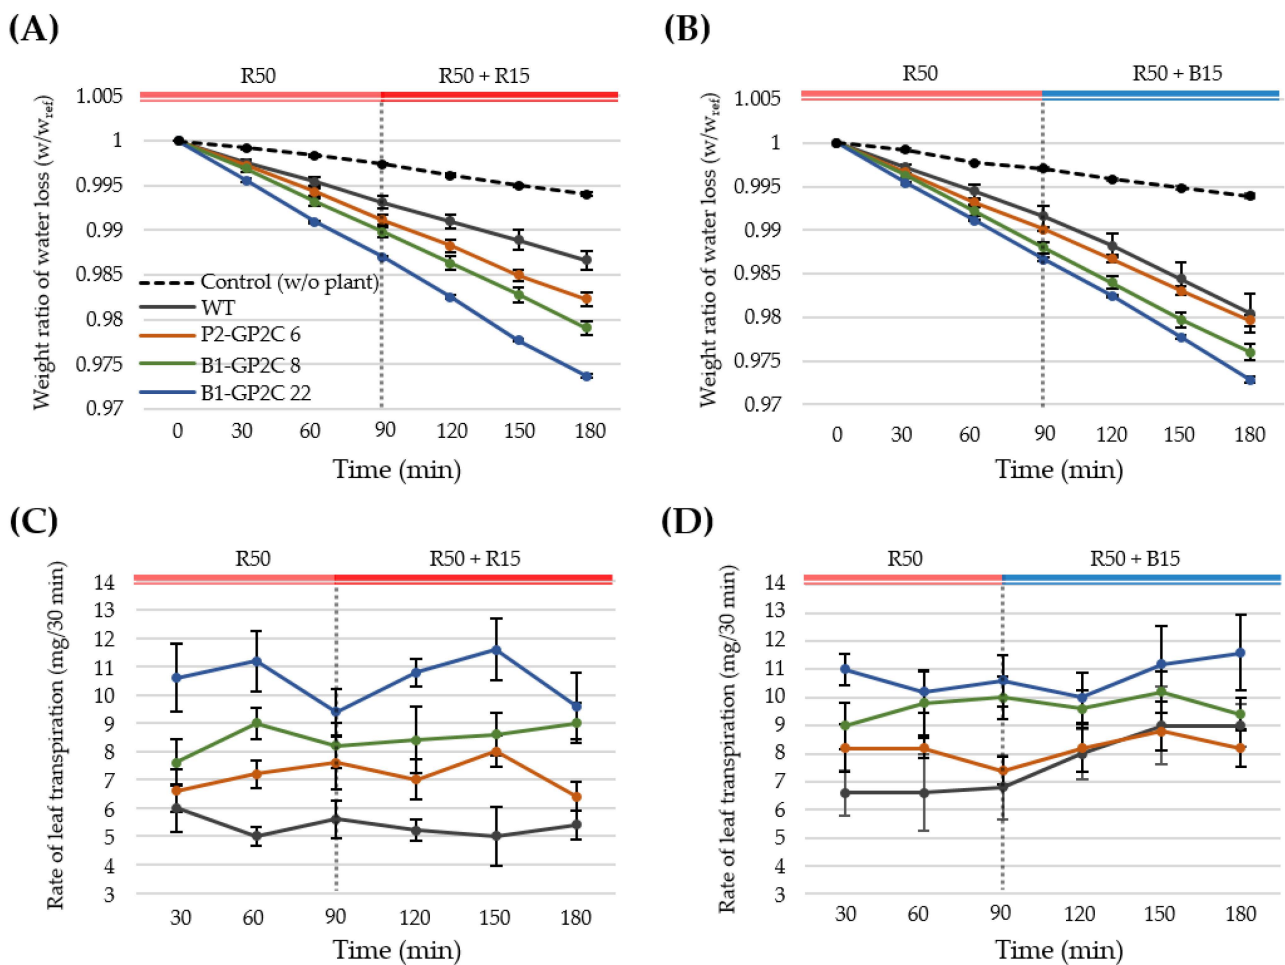 (A)
R50
R50 + R15
Weight ratio of water loss (w/w_ref)
1.005
1
0.995
0.99
0.985
0.98
0.975
0.97
Control (w/o plant)
WT
P2-GP2C 6
B1-GP2C 8
B1-GP2C 22
0 30 60 90 120 150 180
Time (min)
(B)
R50
R50 + B15
Weight ratio of water loss (w/w_ref)
1.005
1
0.995
0.99
0.985
0.98
0.975
0.97
0 30 60 90 120 150 180
Time (min)
(C)
R50
R50 + R15
Rate of leaf transpiration (mg/30 min)
14
13
12
11
10
9
8
7
6
5
4
3
30 60 90 120 150 180
Time (min)
(D)
R50
R50 + B15
Rate of leaf transpiration (mg/30 min)
14
13
12
11
10
9
8
7
6
5
4
3
30 60 90 120 150 180
Time (min)